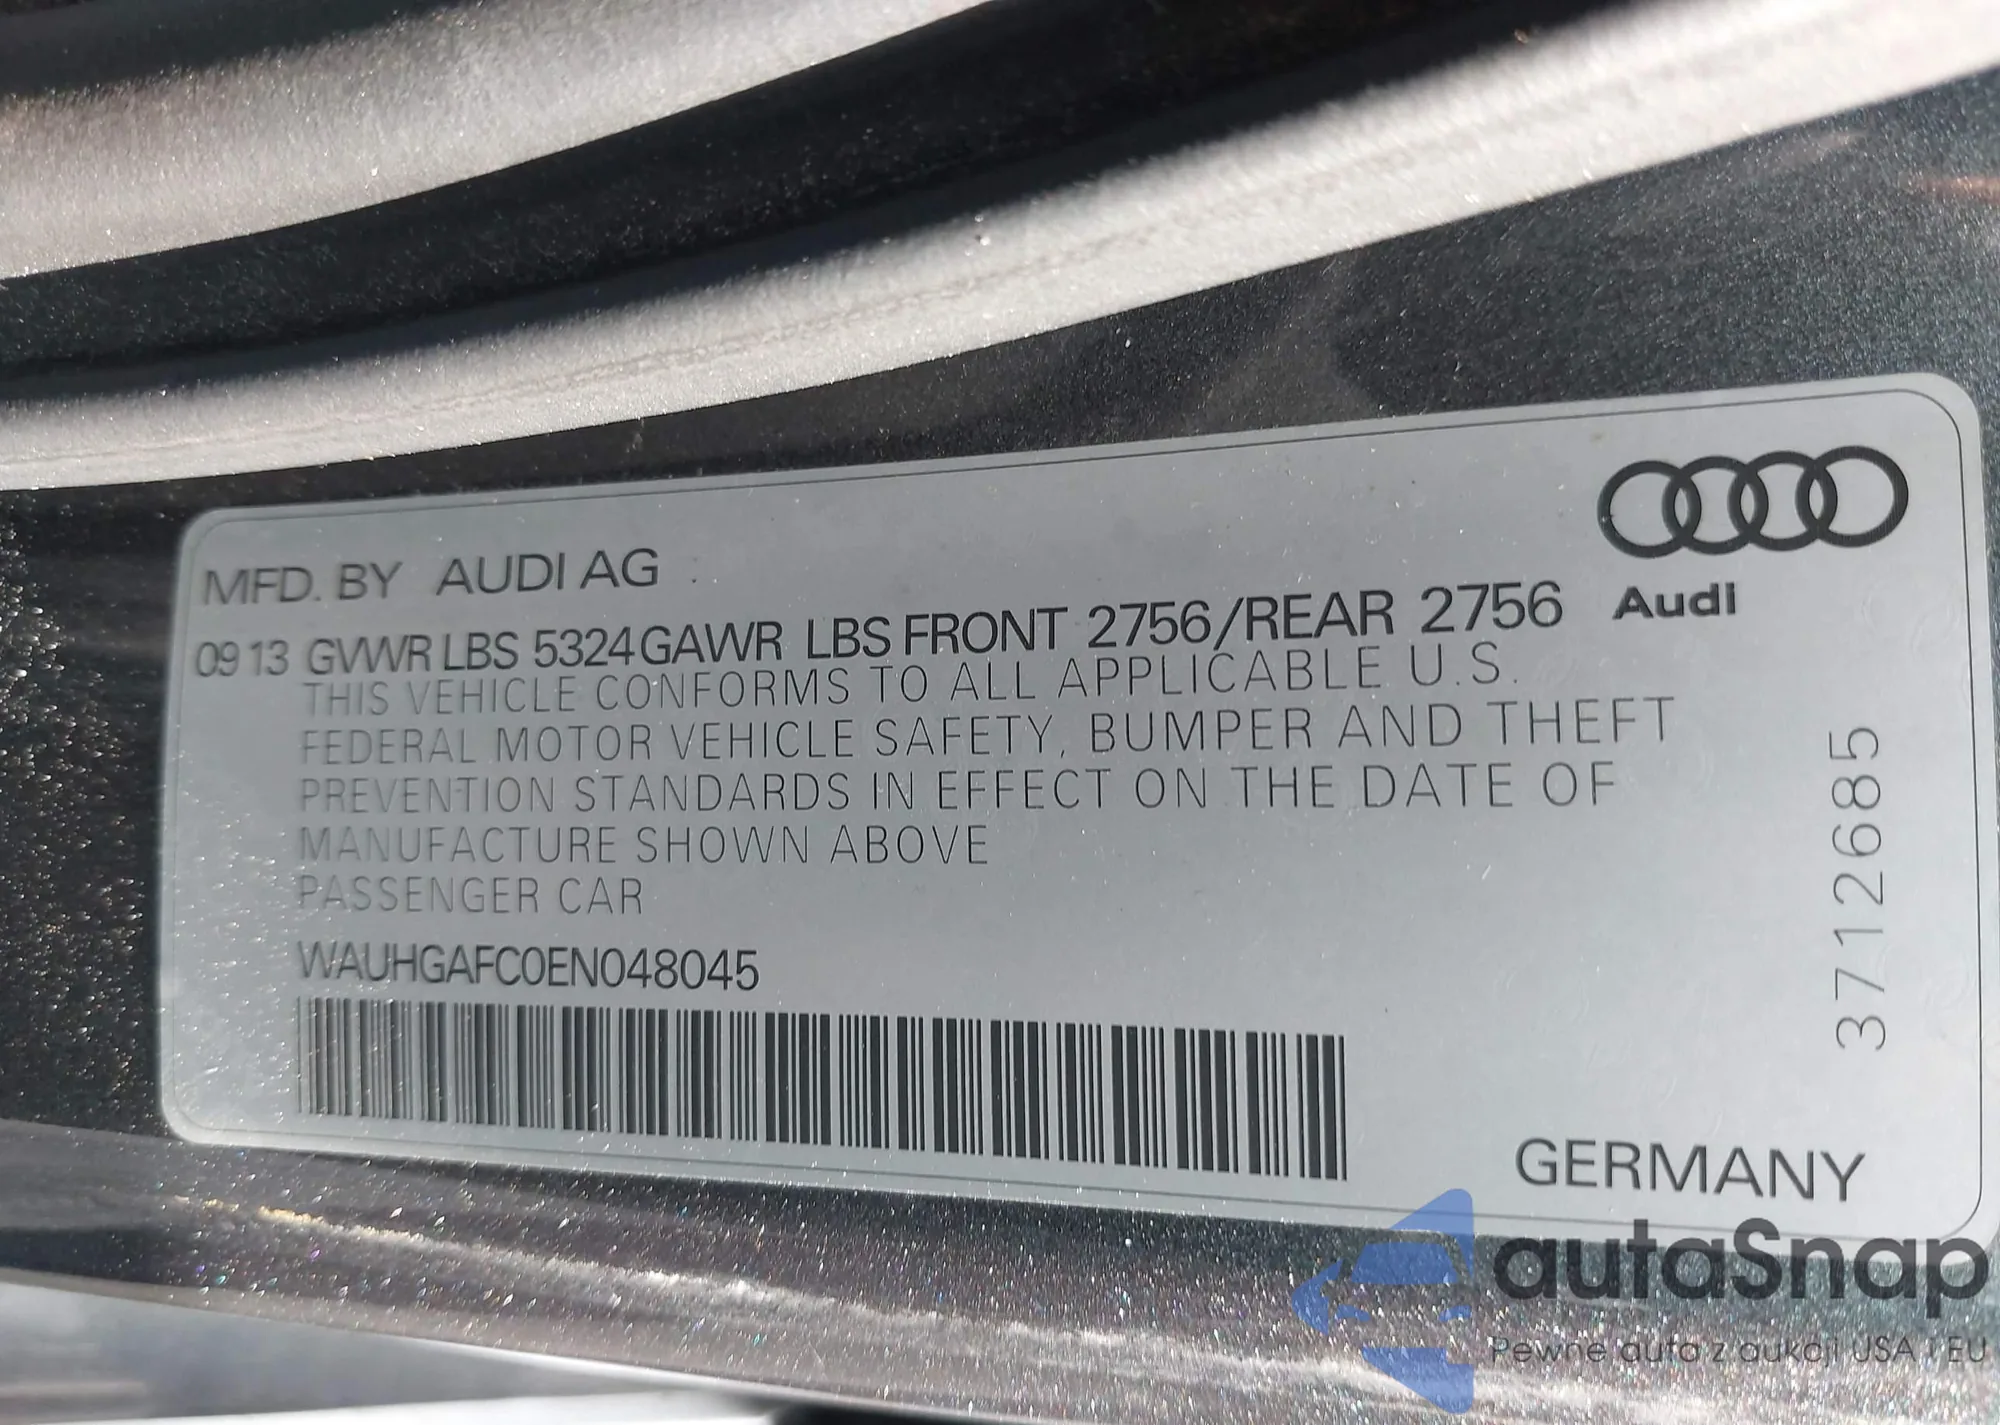 MFD. BY AUDI AG
09 13 GVWR LBS 5324 GAWR LBS FRONT 2756/REAR 2756
Audi
THIS VEHICLE CONFORMS TO ALL APPLICABLE U.S.
FEDERAL MOTOR VEHICLE SAFETY, BUMPER AND THEFT
PREVENTION STANDARDS IN EFFECT ON THE DATE OF
MANUFACTURE SHOWN ABOVE
PASSENGER CAR
WAUHGAFC0EN048045
3712685
GERMANY
autaSnap
Pewne auta z aukcji USA i EU